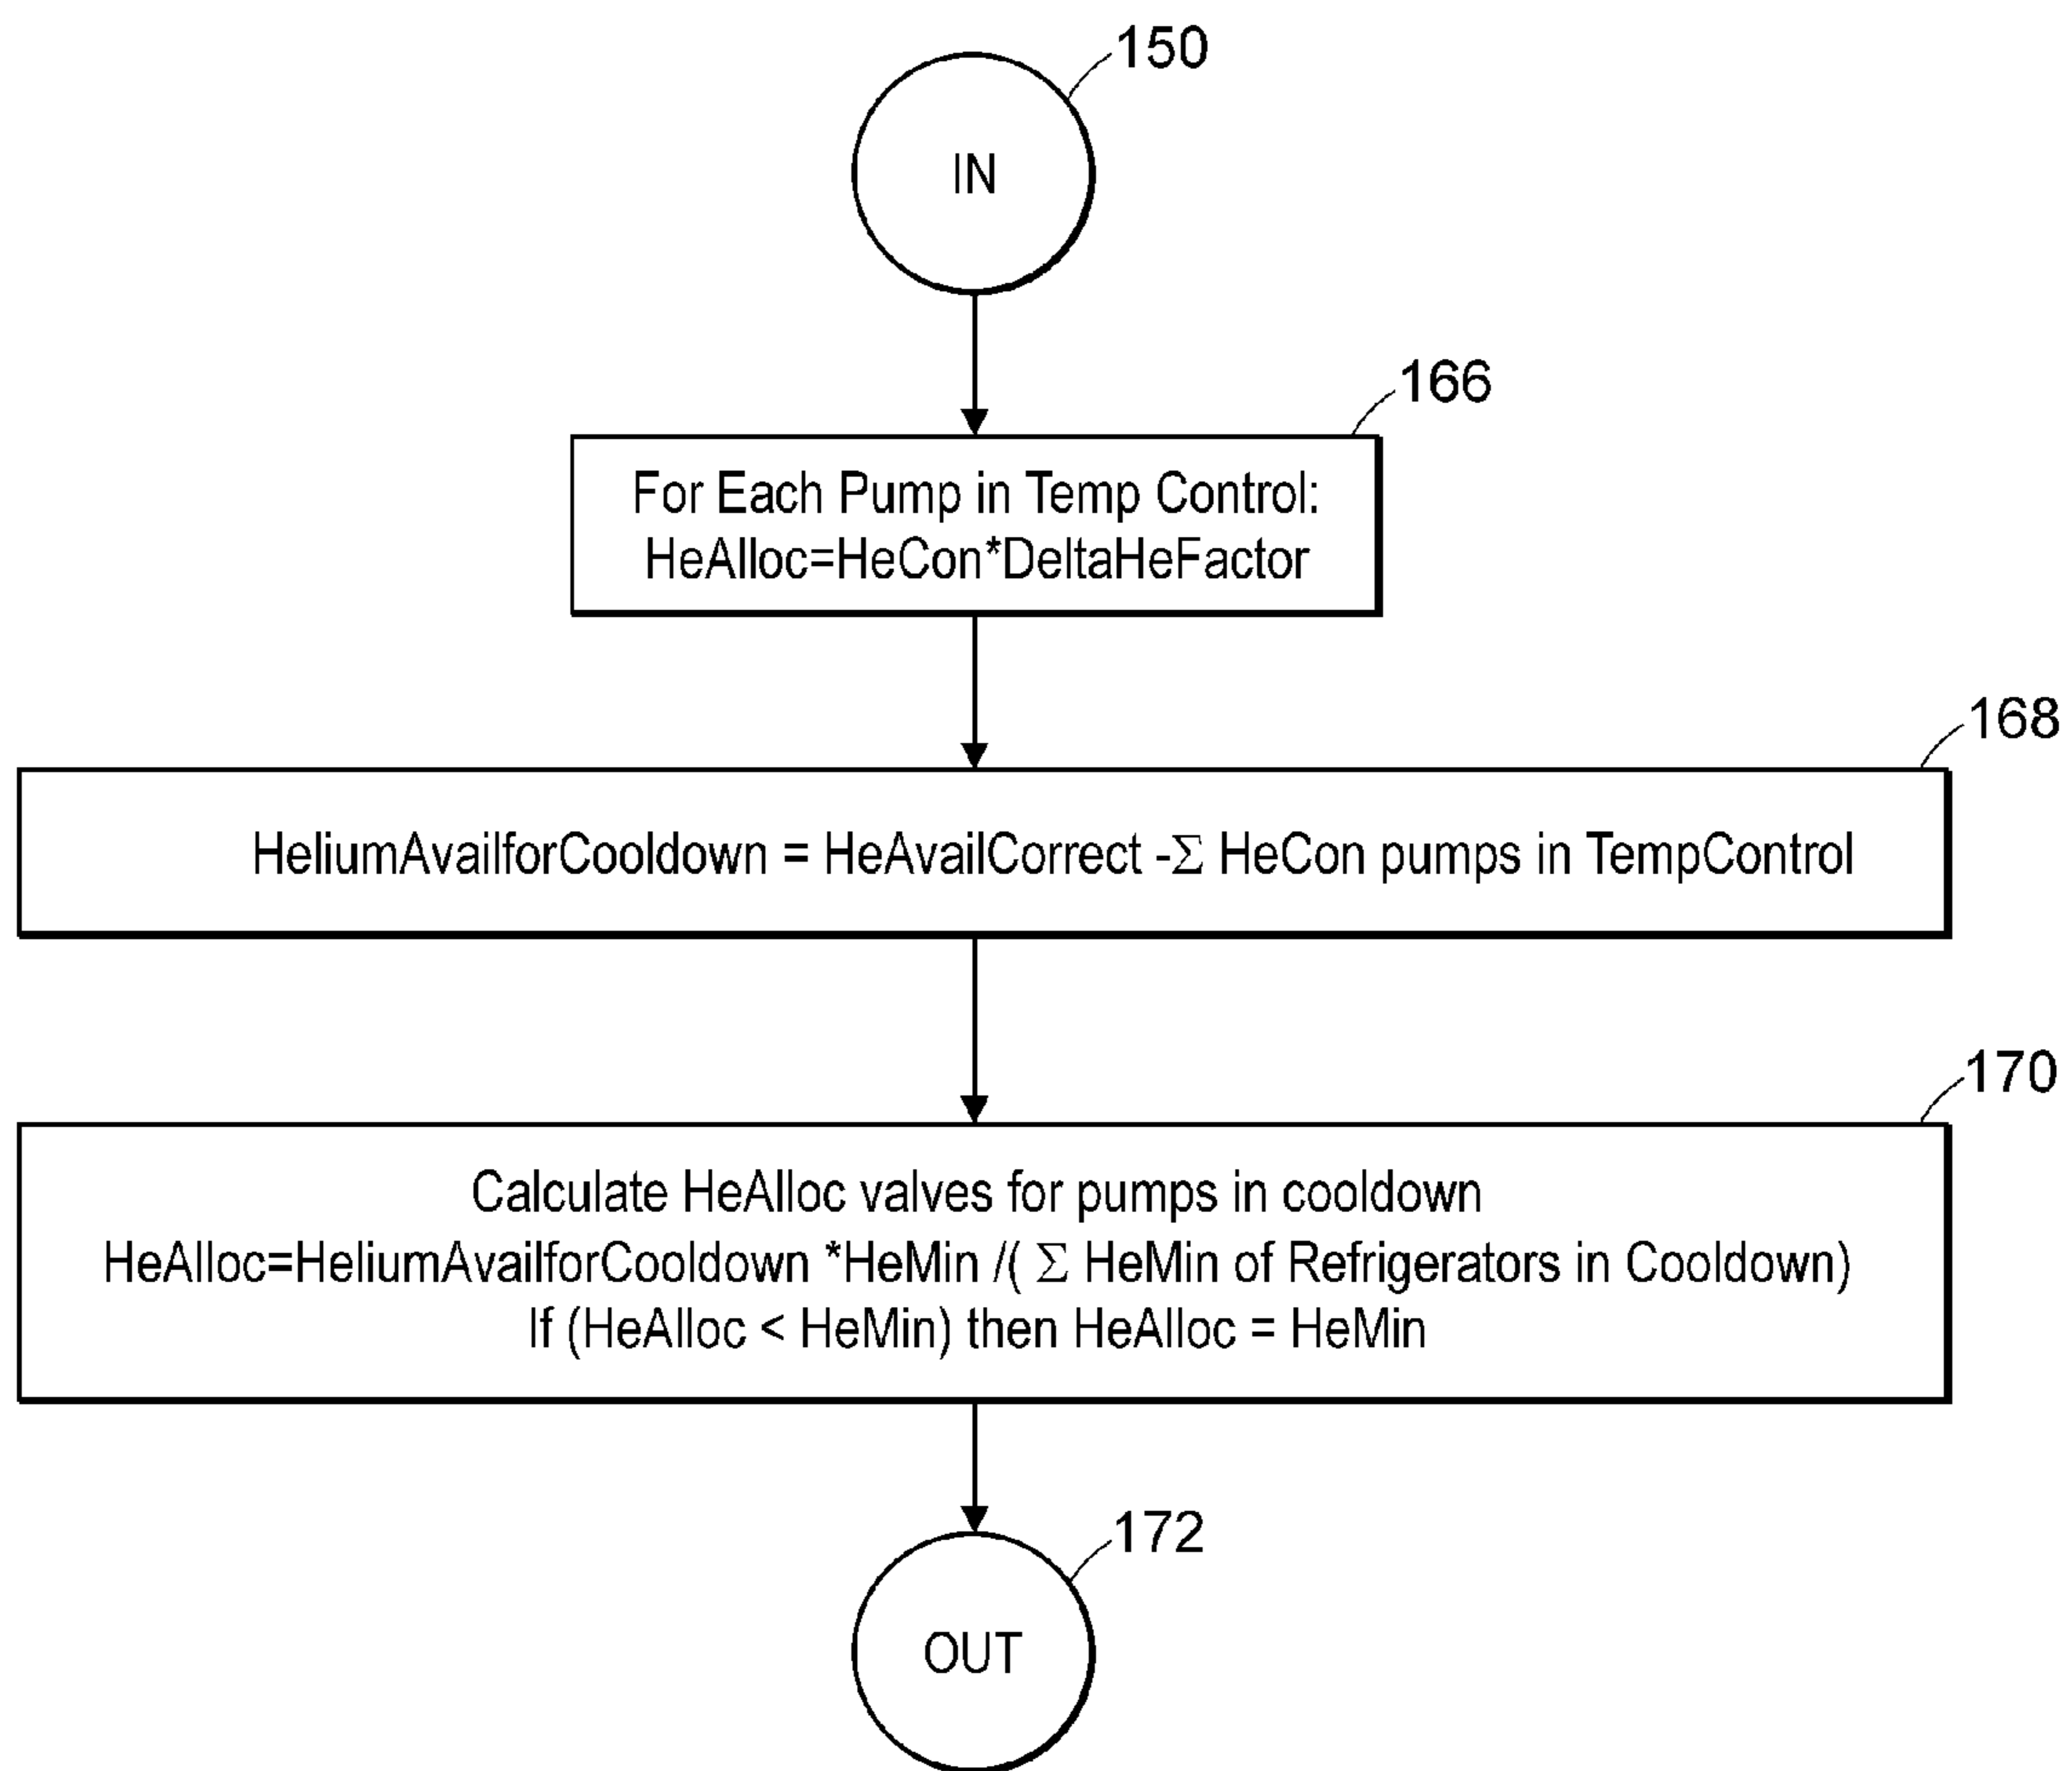 150
IN
166
For Each Pump in Temp Control:
HeAlloc=HeCon*DeltaHeFactor
168
HeliumAvailforCooldown = HeAvailCorrect -Σ HeCon pumps in TempControl
170
Calculate HeAlloc valves for pumps in cooldown
HeAlloc=HeliumAvailforCooldown *HeMin /( Σ HeMin of Refrigerators in Cooldown)
If (HeAlloc < HeMin) then HeAlloc = HeMin
172
OUT